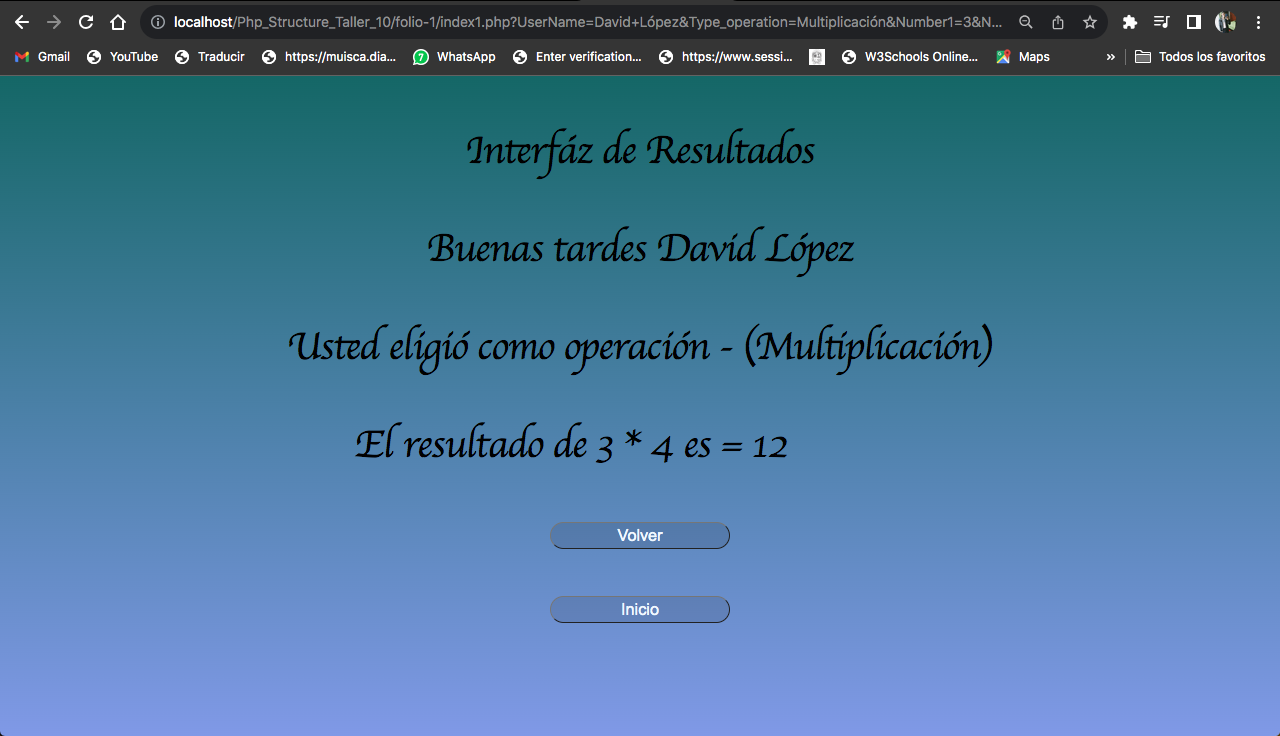 localhost/Php_Structure_Taller_10/folio-1/index1.php?UserName=David+López&Type_operation=Multiplicación&Number1=3&N...
Gmail YouTube Traducir https://muisca.dia... 7 WhatsApp Enter verification... https://www.sessi... W3Schools Online... Maps » Todos los favoritos
Interfáz de Resultados
Buenas tardes David López
Usted eligió como operación - (Multiplicación)
El resultado de 3 * 4 es = 12
Volver
Inicio